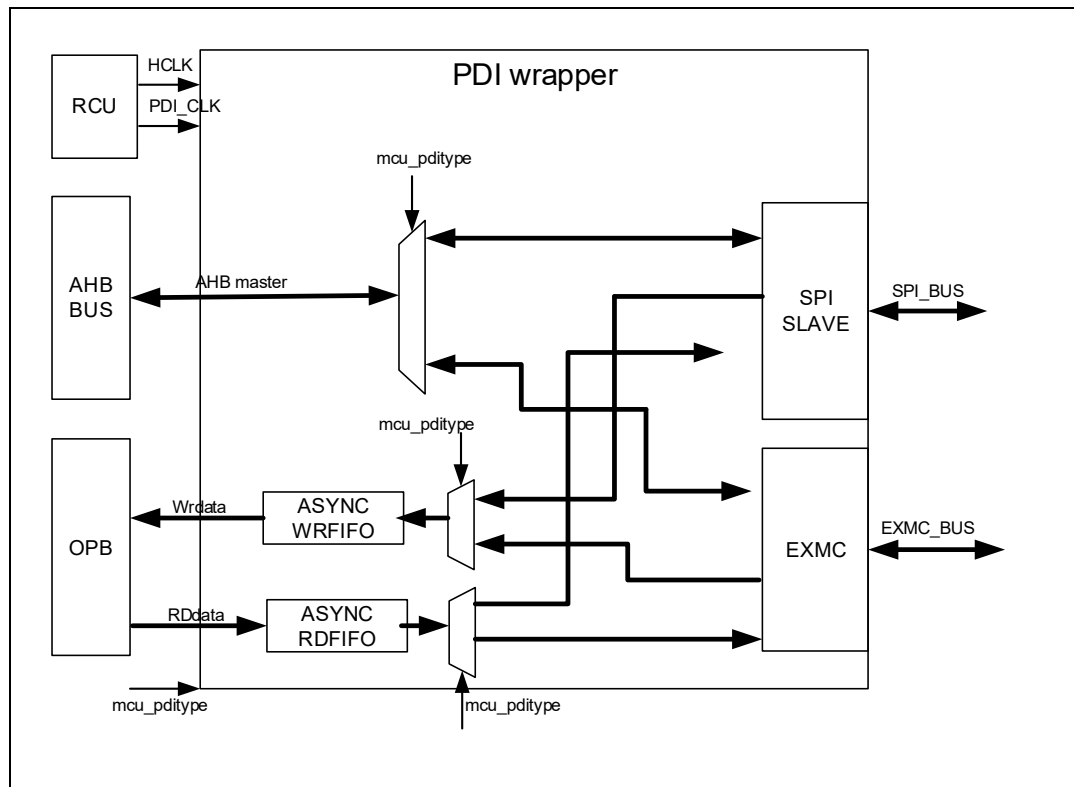 HCLK
PDI wrapper
RCU
PDI_CLK
mcu_pditype
AHB
BUS
AHB master
SPI
SLAVE
SPI_BUS
mcu_pditype
OPB
Wrdata
ASYNC
WRFIFO
EXMC
EXMC_BUS
RDdata
ASYNC
RDFIFO
mcu_pditype
mcu_pditype